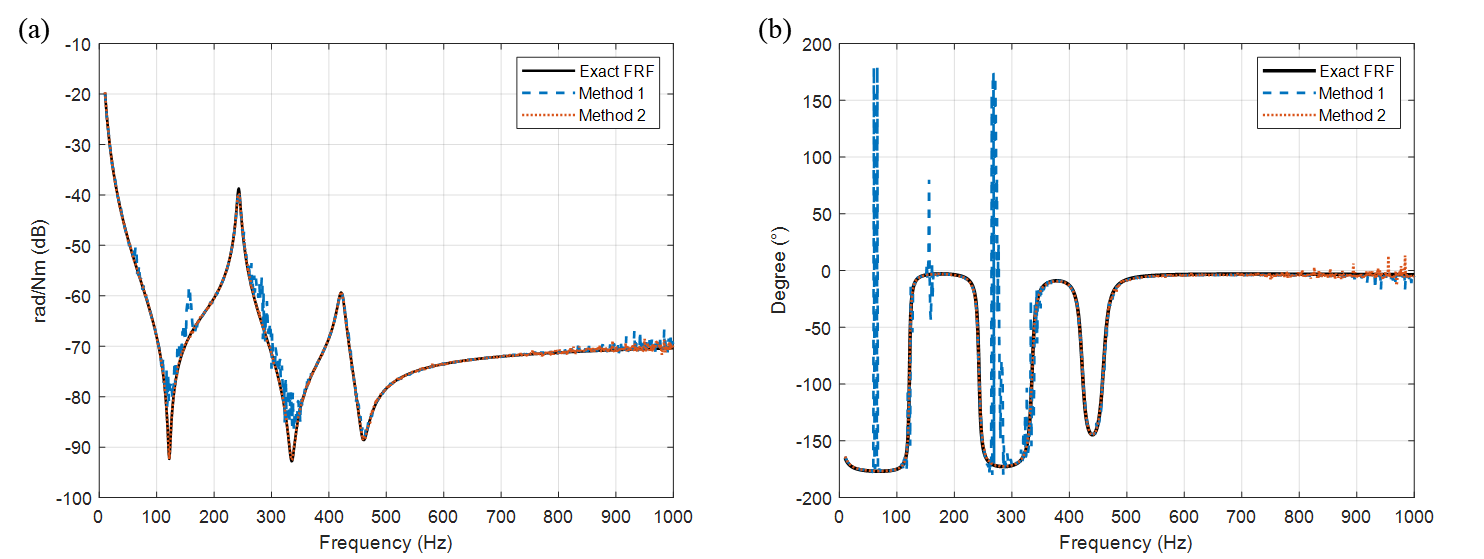 (a)
rad/Nm (dB)
-10
-20
-30
-40
-50
-60
-70
-80
-90
-100
0 100 200 300 400 500 600 700 800 900 1000
Frequency (Hz)
Exact FRF
Method 1
Method 2
(b)
Degree (°)
200
150
100
50
0
-50
-100
-150
-200
0 100 200 300 400 500 600 700 800 900 1000
Frequency (Hz)
Exact FRF
Method 1
Method 2